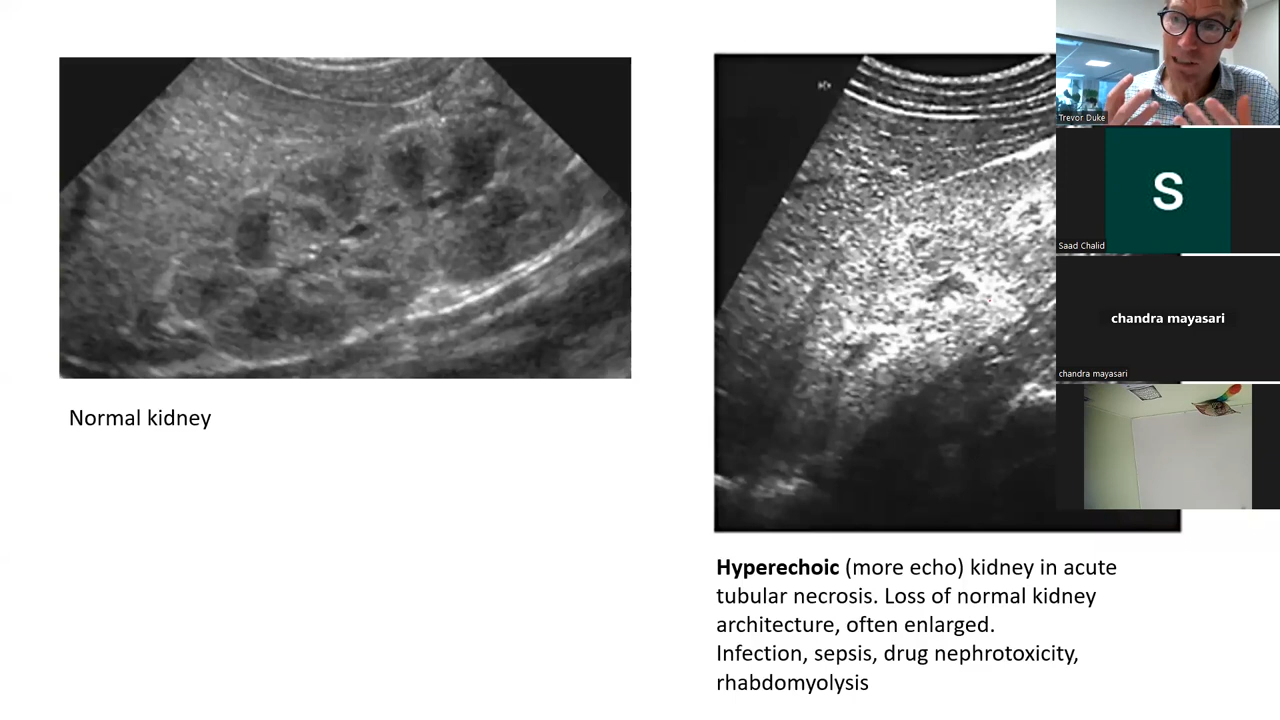 Normal kidney
Hyperechoic (more echo) kidney in acute
tubular necrosis. Loss of normal kidney
architecture, often enlarged.
Infection, sepsis, drug nephrotoxicity,
rhabdomyolysis
Trevor Duke
S
Saad Chalid
chandra mayasari
chandra mayasari